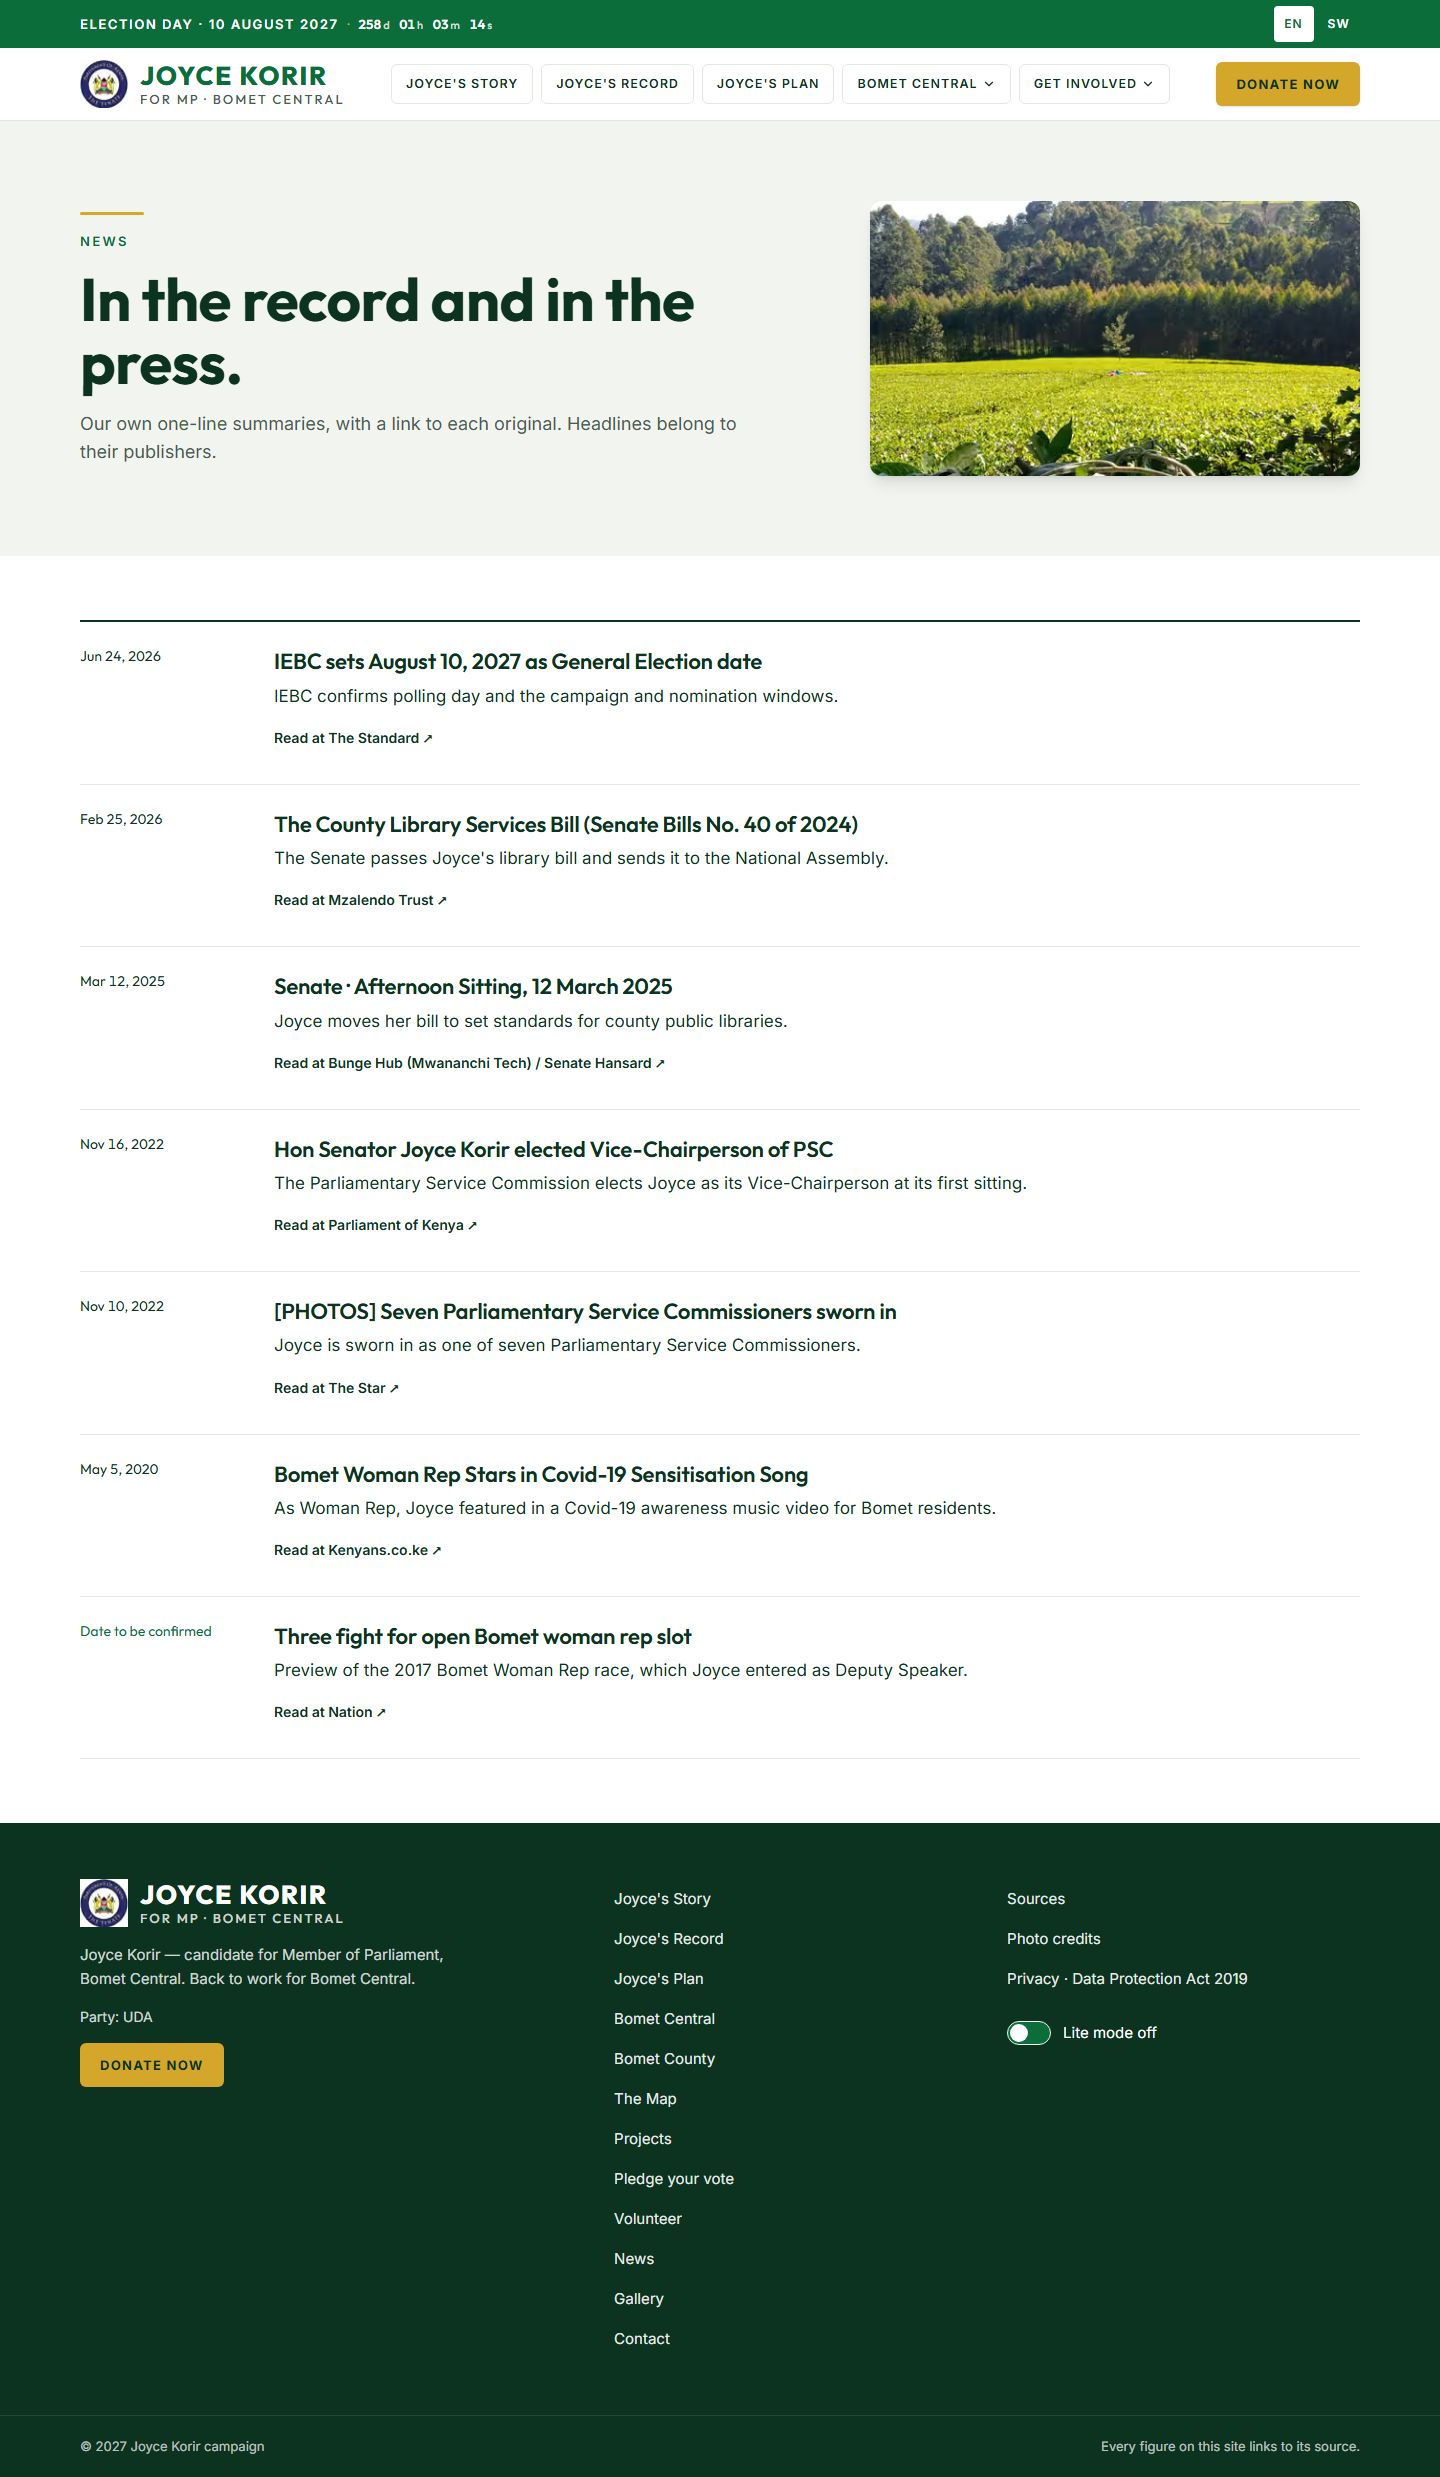 ELECTION DAY · 10 AUGUST 2027 · 258d 01h 03m 14s
EN SW
JOYCE KORIR
FOR MP · BOMET CENTRAL
JOYCE'S STORY
JOYCE'S RECORD
JOYCE'S PLAN
BOMET CENTRAL
GET INVOLVED
DONATE NOW
NEWS
In the record and in the
press.
Our own one-line summaries, with a link to each original. Headlines belong to
their publishers.
Jun 24, 2026
IEBC sets August 10, 2027 as General Election date
IEBC confirms polling day and the campaign and nomination windows.
Read at The Standard ↗
Feb 25, 2026
The County Library Services Bill (Senate Bills No. 40 of 2024)
The Senate passes Joyce's library bill and sends it to the National Assembly.
Read at Mzalendo Trust ↗
Mar 12, 2025
Senate · Afternoon Sitting, 12 March 2025
Joyce moves her bill to set standards for county public libraries.
Read at Bunge Hub (Mwananchi Tech) / Senate Hansard ↗
Nov 16, 2022
Hon Senator Joyce Korir elected Vice-Chairperson of PSC
The Parliamentary Service Commission elects Joyce as its Vice-Chairperson at its first sitting.
Read at Parliament of Kenya ↗
Nov 10, 2022
[PHOTOS] Seven Parliamentary Service Commissioners sworn in
Joyce is sworn in as one of seven Parliamentary Service Commissioners.
Read at The Star ↗
May 5, 2020
Bomet Woman Rep Stars in Covid-19 Sensitisation Song
As Woman Rep, Joyce featured in a Covid-19 awareness music video for Bomet residents.
Read at Kenyans.co.ke ↗
Date to be confirmed
Three fight for open Bomet woman rep slot
Preview of the 2017 Bomet Woman Rep race, which Joyce entered as Deputy Speaker.
Read at Nation ↗
JOYCE KORIR
FOR MP · BOMET CENTRAL
Joyce Korir — candidate for Member of Parliament,
Bomet Central. Back to work for Bomet Central.
Party: UDA
DONATE NOW
Joyce's Story
Joyce's Record
Joyce's Plan
Bomet Central
Bomet County
The Map
Projects
Pledge your vote
Volunteer
News
Gallery
Contact
Sources
Photo credits
Privacy · Data Protection Act 2019
Lite mode off
© 2027 Joyce Korir campaign
Every figure on this site links to its source.